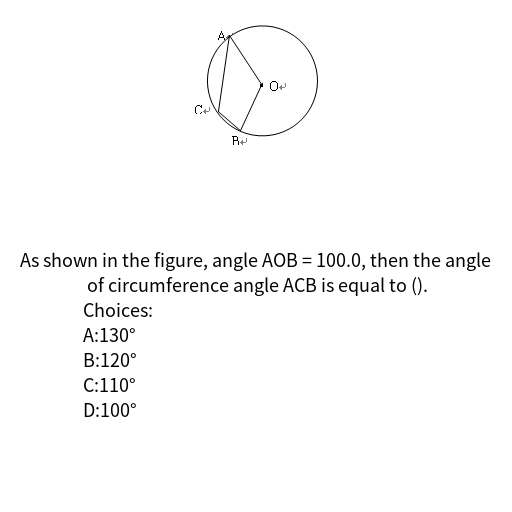 A
O↵
C↵
B↵
As shown in the figure, angle AOB = 100.0, then the angle
of circumference angle ACB is equal to ().
Choices:
A:130°
B:120°
C:110°
D:100°